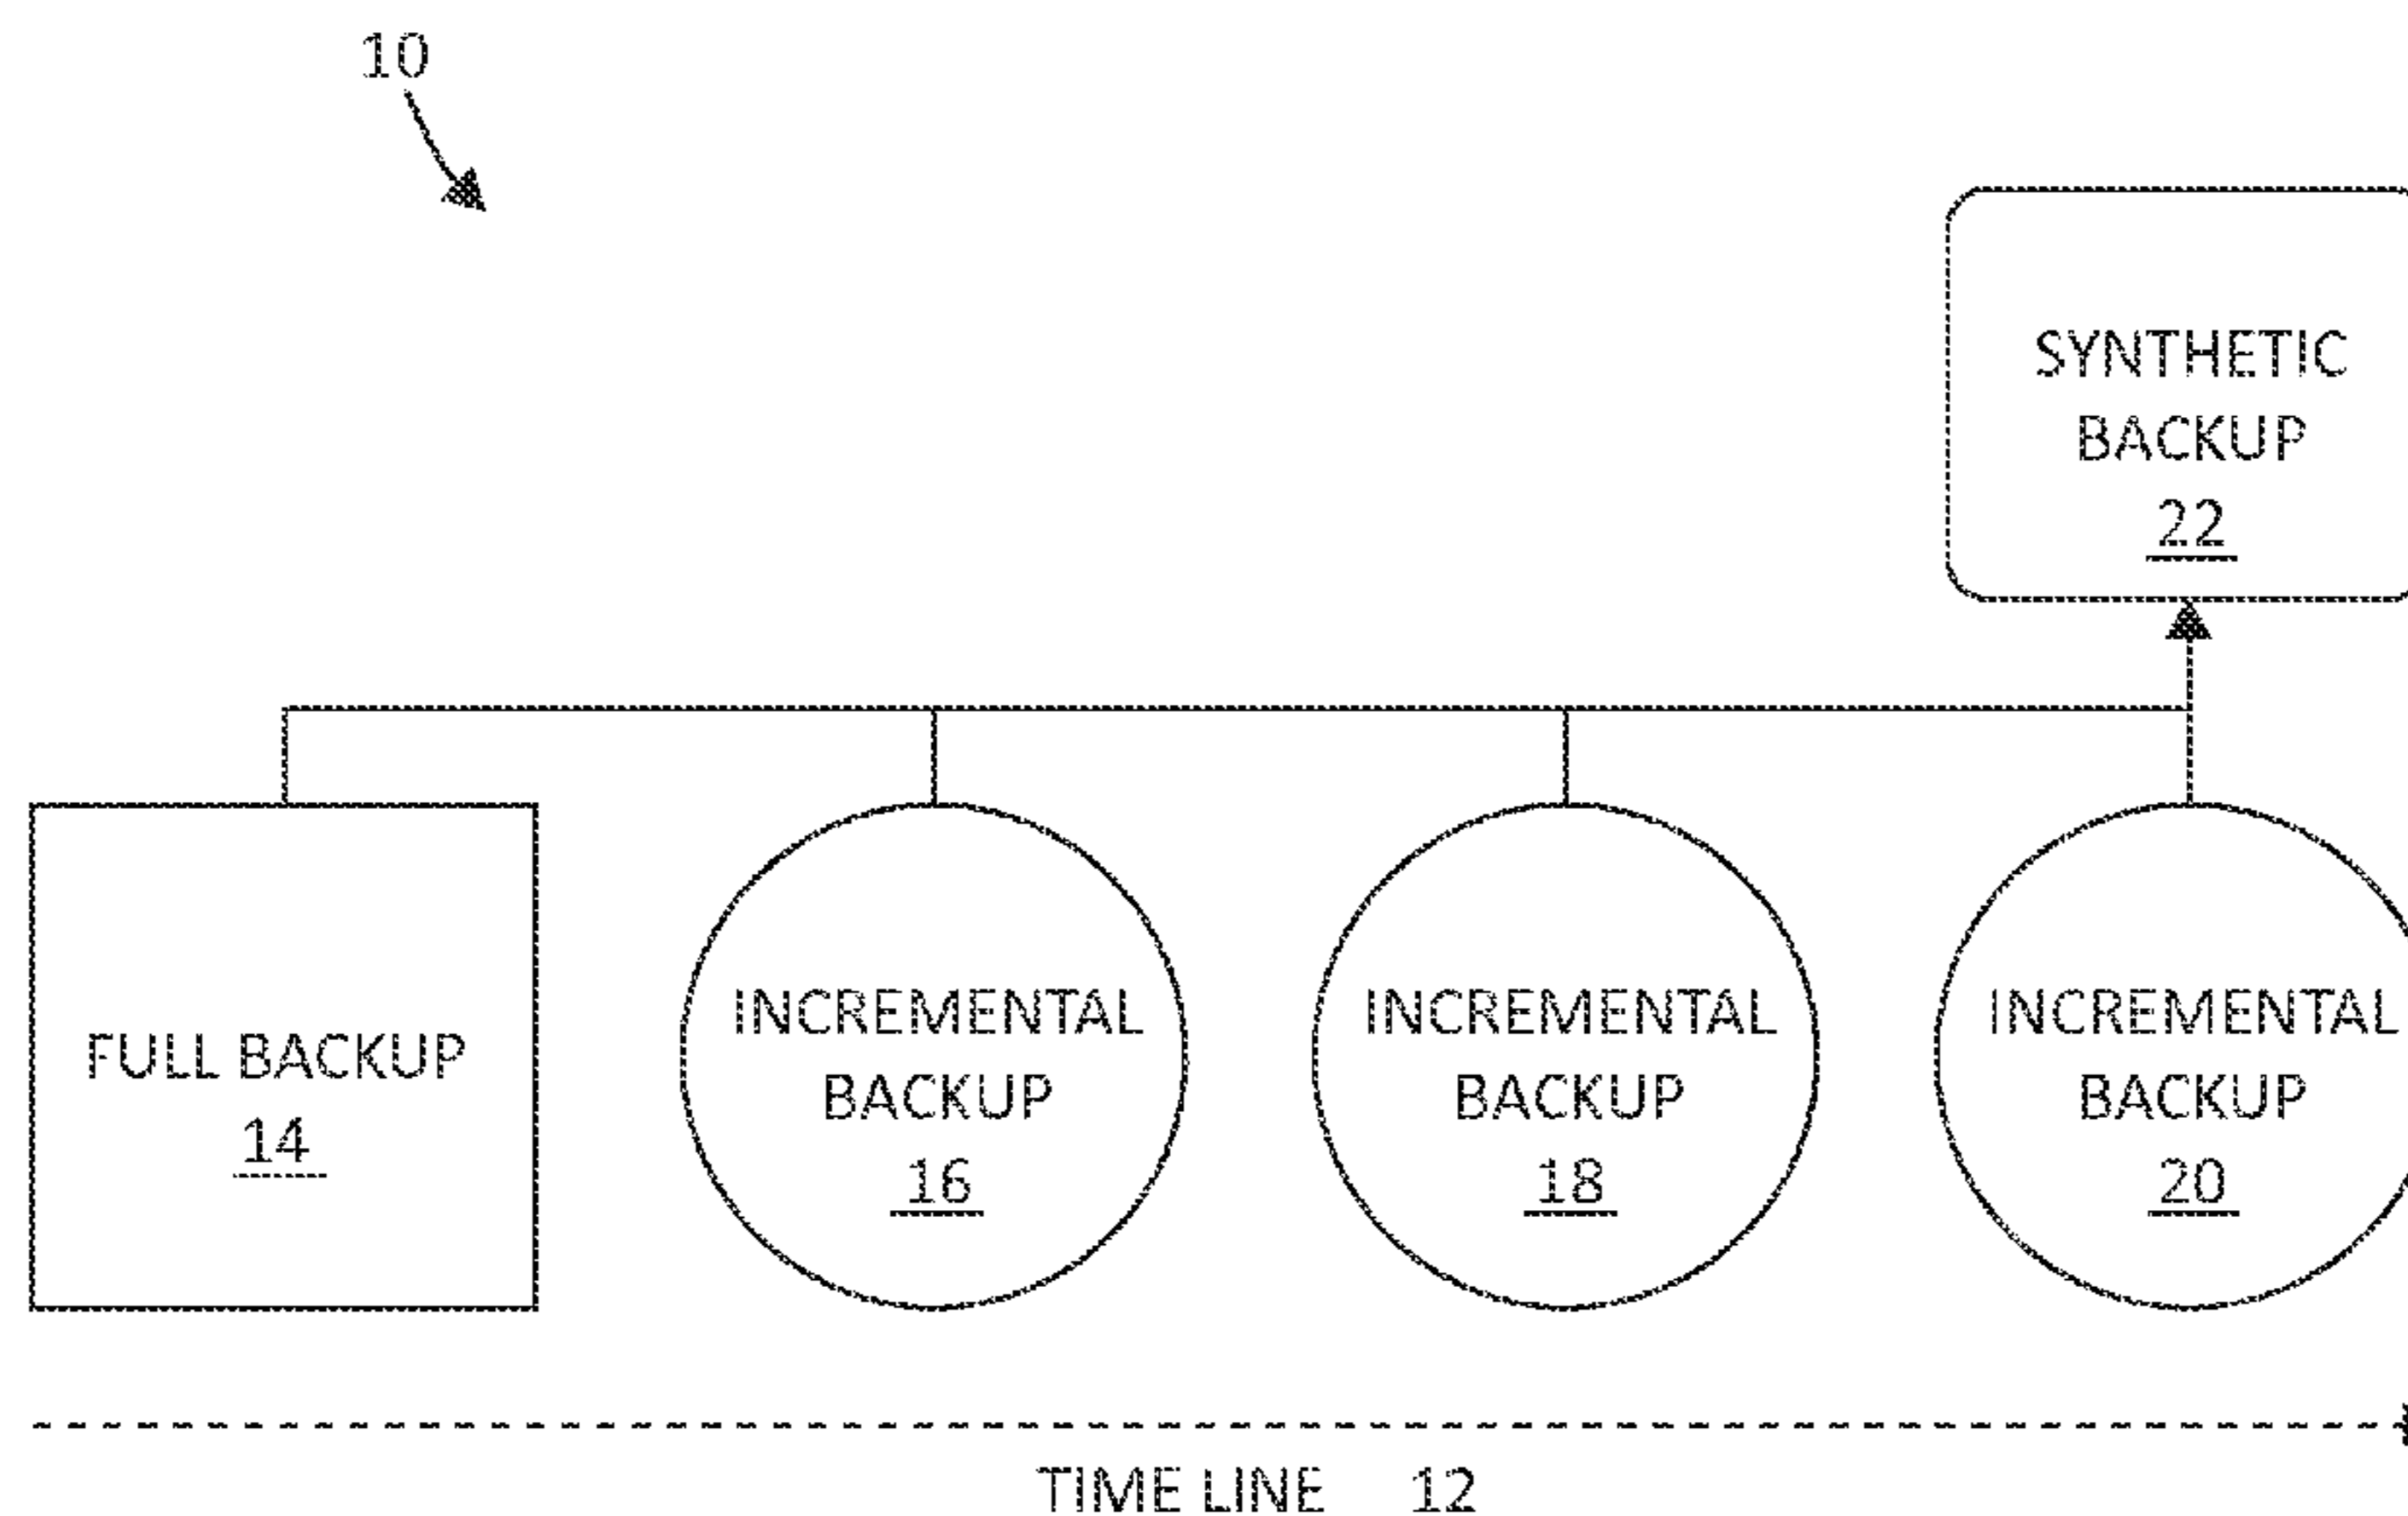 10
SYNTHETIC
BACKUP
22
FULL BACKUP
14
INCREMENTAL
BACKUP
16
INCREMENTAL
BACKUP
18
INCREMENTAL
BACKUP
20
TIME LINE 12